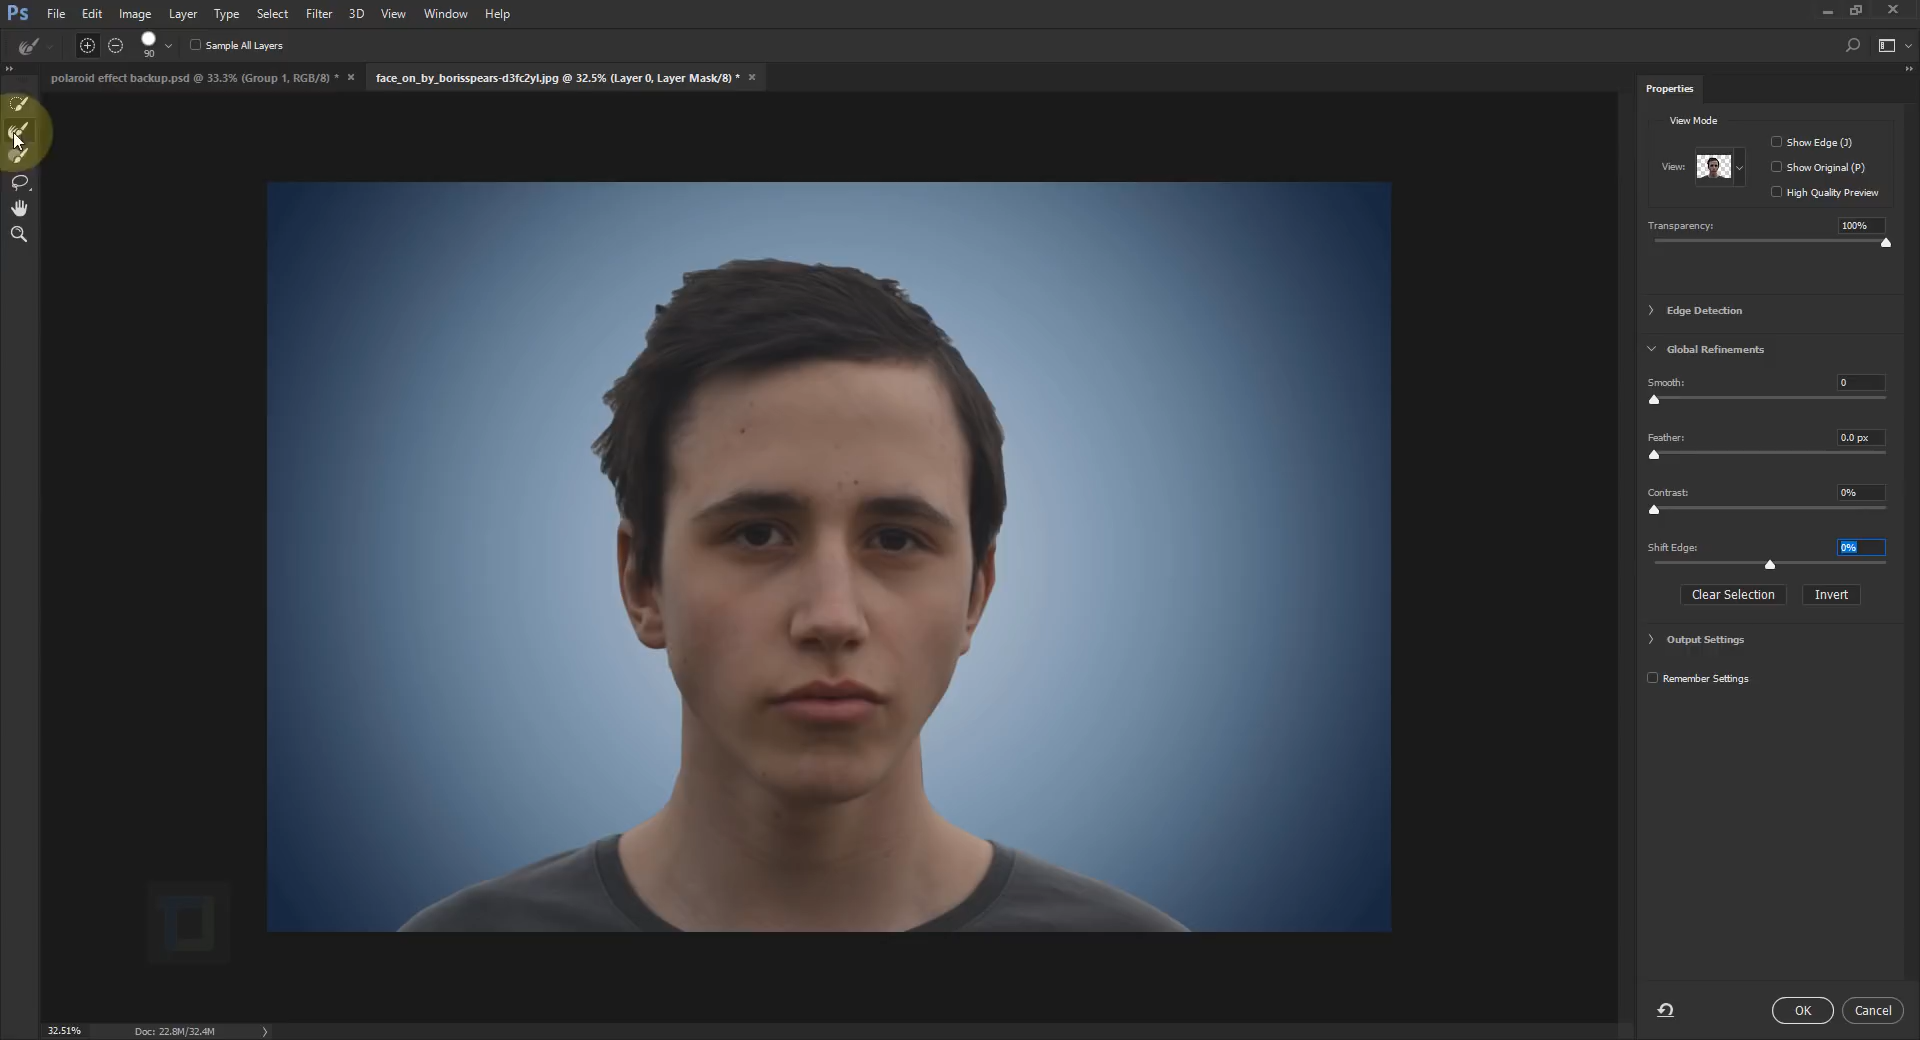 Ps File Edit Image Layer Type Select Filter 3D View Window Help
90 Sample All Layers
polaroid effect backup.psd @ 33.3% (Group 1, RGB/8) * × face_on_by_borisspears-d3fc2yl.jpg @ 32.5% (Layer 0, Layer Mask/8) * ×
Properties
View Mode
Show Edge (J)
View:
Show Original (P)
High Quality Preview
Transparency: 100%
Edge Detection
Global Refinements
Smooth: 0
Feather: 0.0 px
Contrast: 0%
Shift Edge: 0%
Clear Selection Invert
Output Settings
Remember Settings
OK Cancel
32.51% Doc: 22.8M/32.4M